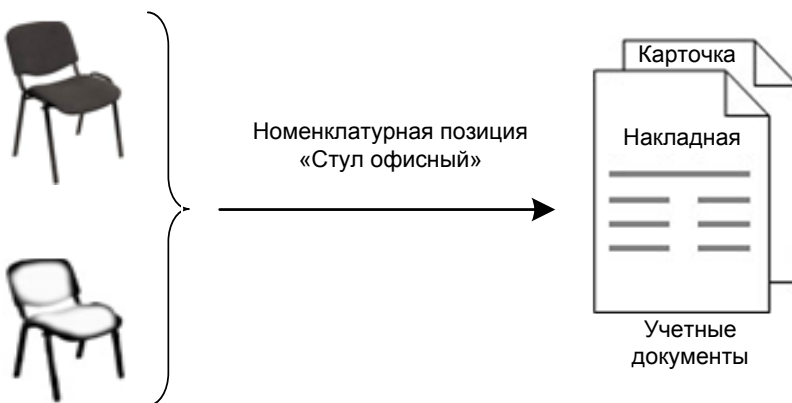 Карточка
Накладная
Номенклатурная позиция
«Стул офисный»
Учетные
документы